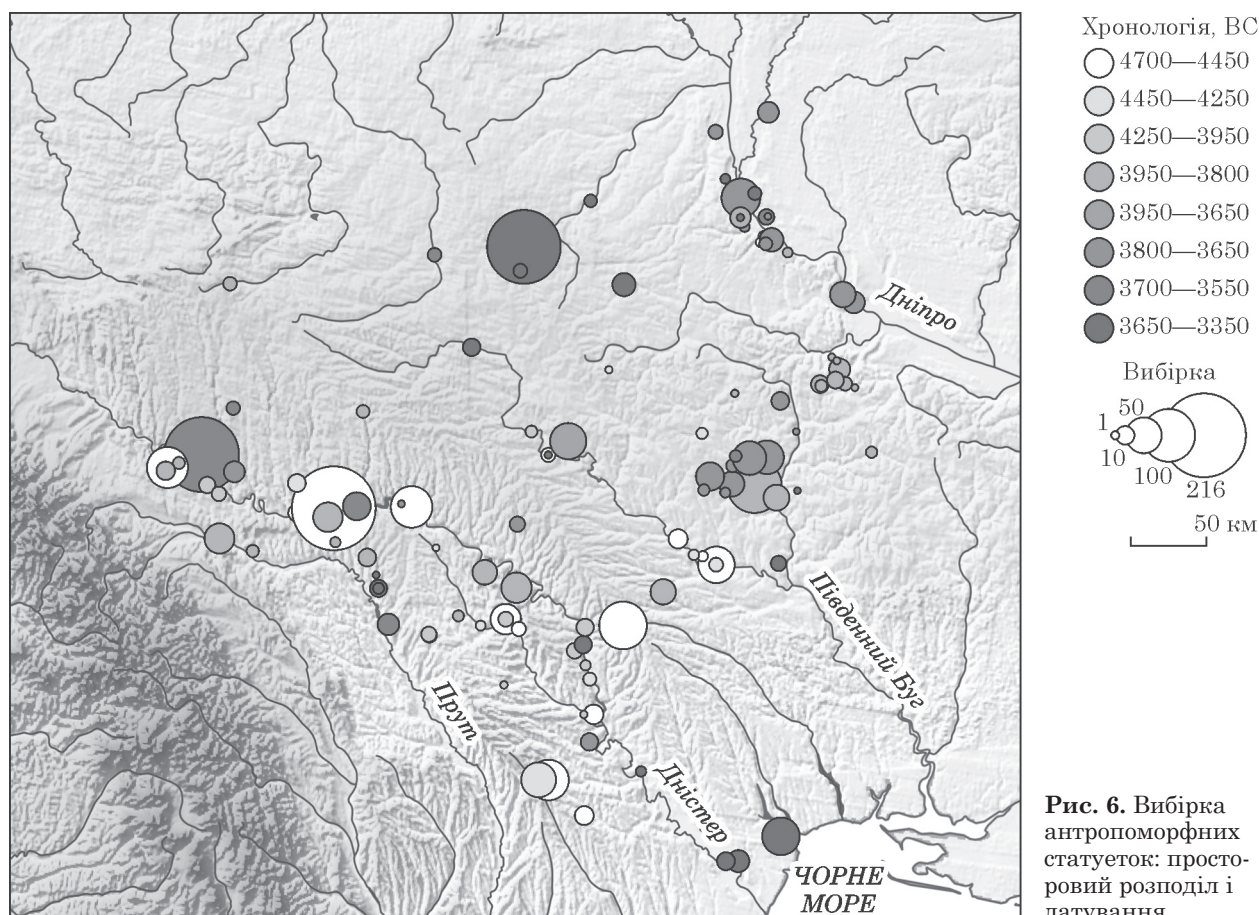 Хронологія, BC
4700—4450
4450—4250
4250—3950
3950—3800
3950—3650
3800—3650
3700—3550
3650—3350
Вибірка
1
50
10
100
216
50 км
Дніпро
Південний Буг
Прут
Дністер
ЧОРНЕ
МОРЕ
Рис. 6. Вибірка
антропоморфних
статуеток: просто-
ровий розподіл і
датування